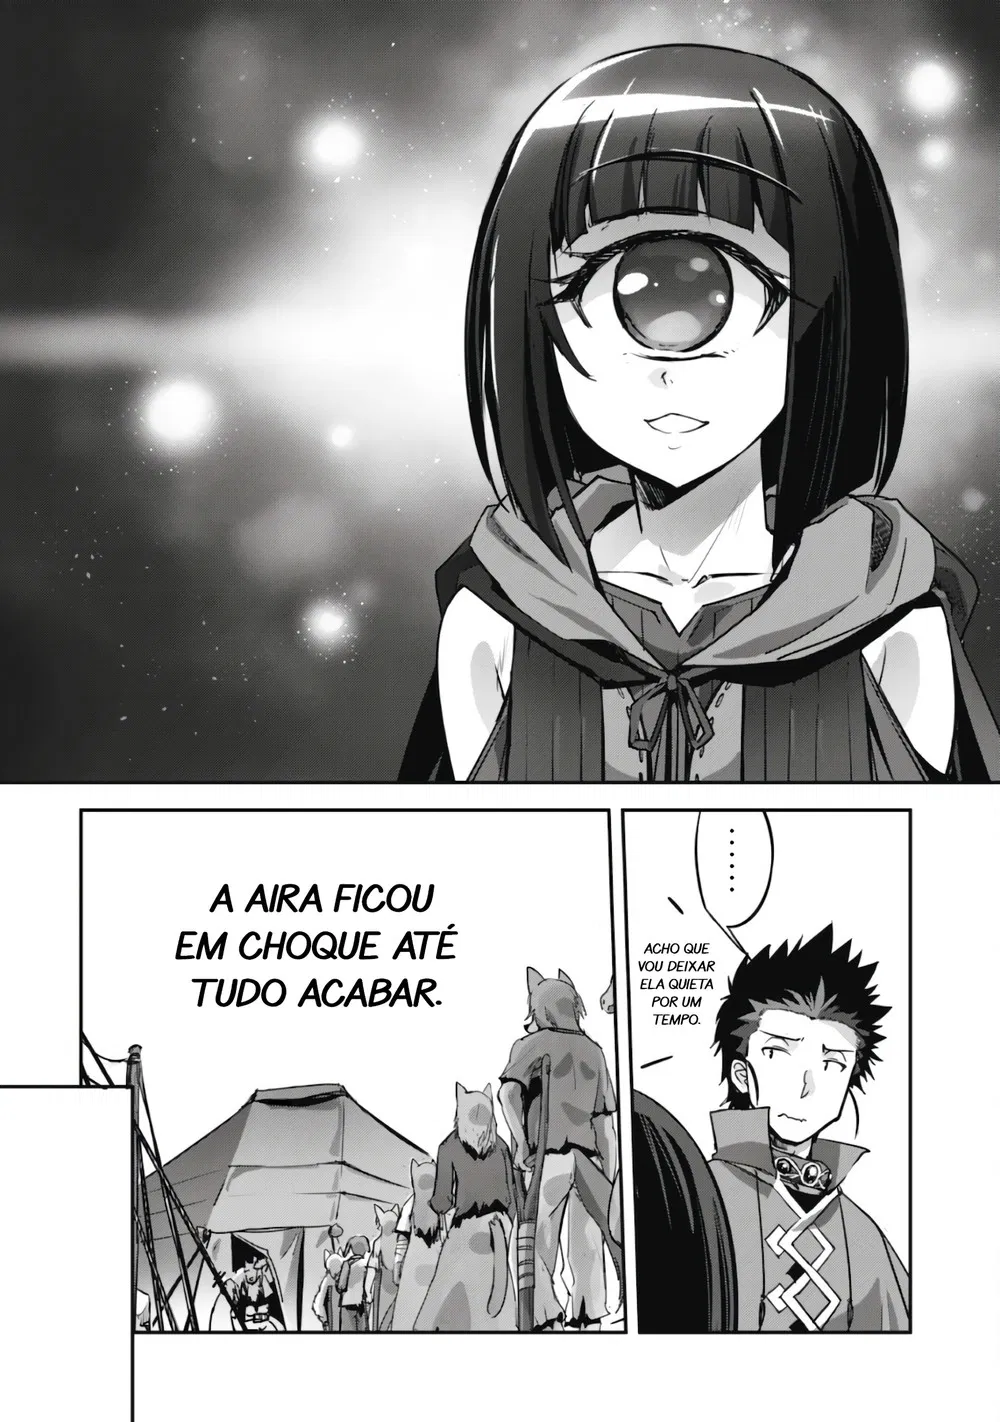 ........
ACHO QUE
VOU DEIXAR
ELA QUIETA
POR UM
TEMPO.
A AIRA FICOU
EM CHOQUE ATÉ
TUDO ACABAR.